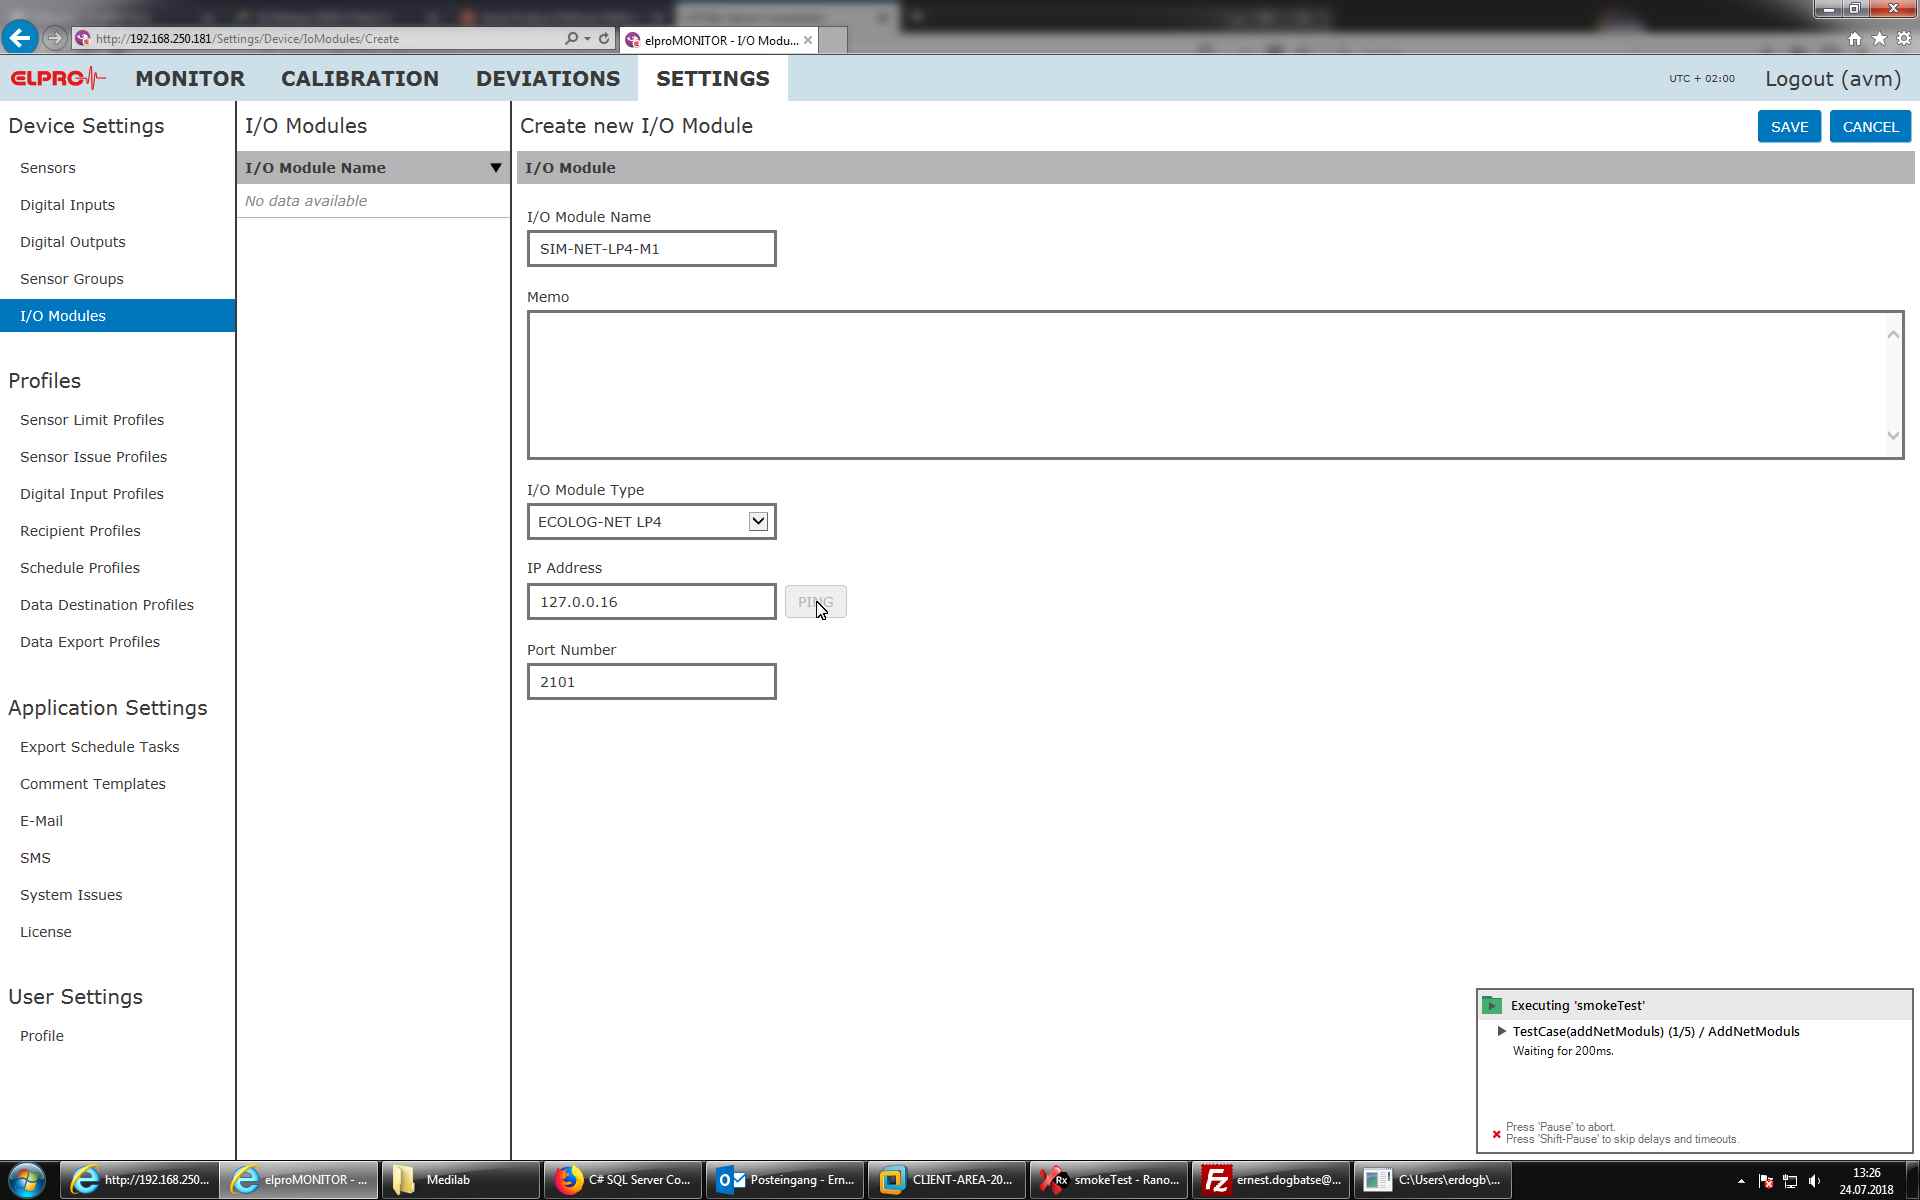 http://192.168.250.181/Settings/Device/IoModules/Create
elproMONITOR - I/O Modu...
ELPRO
MONITOR
CALIBRATION
DEVIATIONS
SETTINGS
UTC + 02:00
Logout (avm)
Device Settings
Sensors
Digital Inputs
Digital Outputs
Sensor Groups
I/O Modules
Profiles
Sensor Limit Profiles
Sensor Issue Profiles
Digital Input Profiles
Recipient Profiles
Schedule Profiles
Data Destination Profiles
Data Export Profiles
Application Settings
Export Schedule Tasks
Comment Templates
E-Mail
SMS
System Issues
License
User Settings
Profile
I/O Modules
I/O Module Name
No data available
Create new I/O Module
SAVE
CANCEL
I/O Module
I/O Module Name
SIM-NET-LP4-M1
Memo
I/O Module Type
ECOLOG-NET LP4
IP Address
127.0.0.16
PING
Port Number
2101
Executing 'smokeTest'
TestCase(addNetModuls) (1/5) / AddNetModuls
Waiting for 200ms.
Press 'Pause' to abort.
Press 'Shift-Pause' to skip delays and timeouts.
http://192.168.250...
elproMONITOR - ...
Medilab
C# SQL Server Co...
Posteingang - Ern...
CLIENT-AREA-20...
smokeTest - Rano...
ernest.dogbatse@...
C:\Users\erdogb\...
13:26
24.07.2018